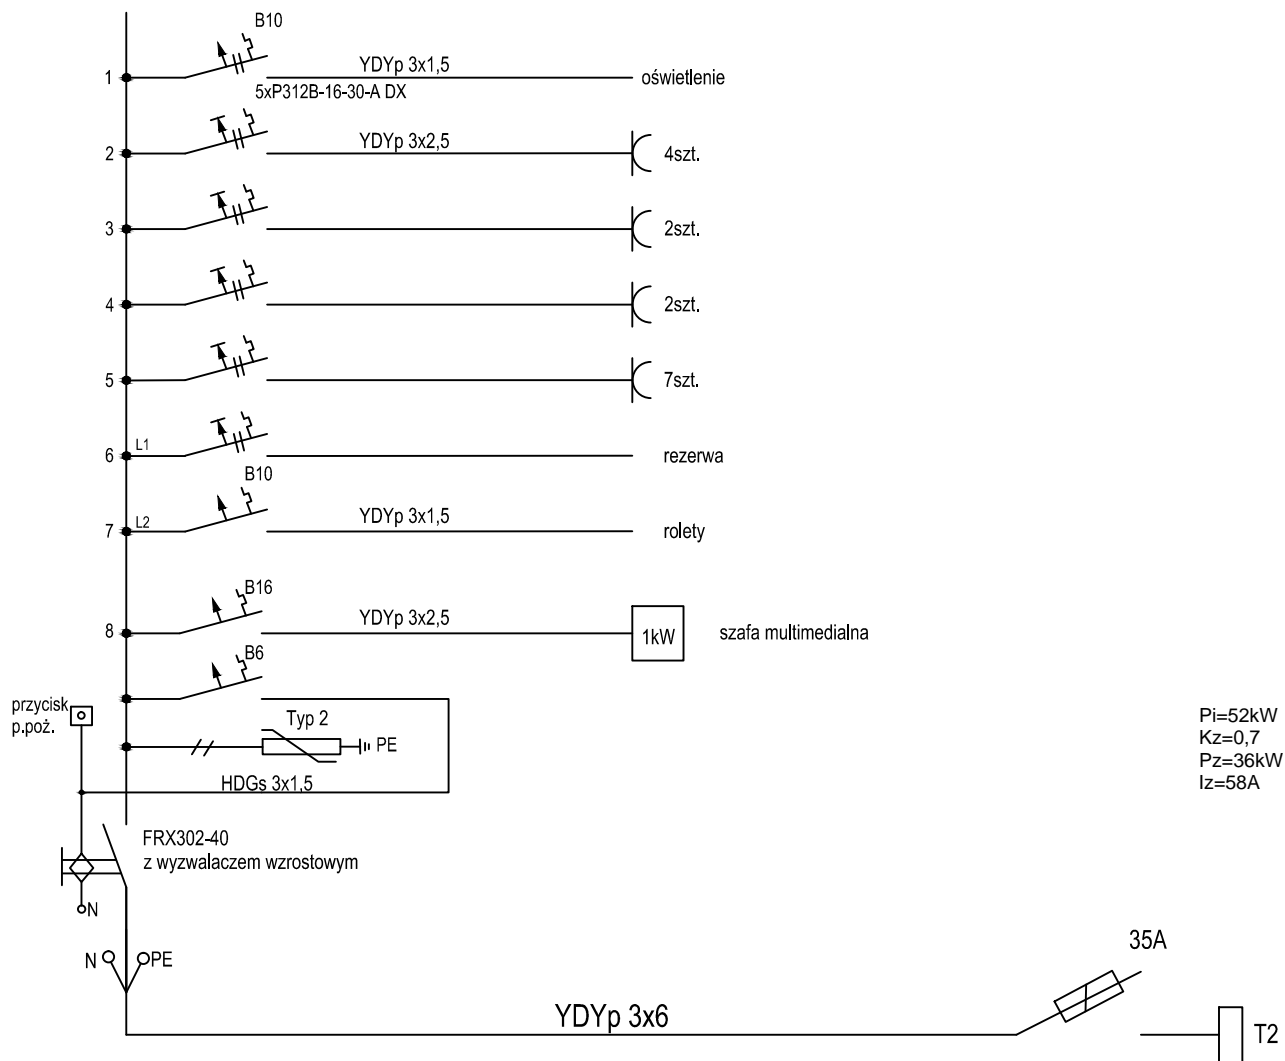 B10
1
YDYp 3x1,5
oświetlenie
5xP312B-16-30-A DX
2
YDYp 3x2,5
4szt.
3
2szt.
4
2szt.
5
7szt.
6
L1
rezerwa
B10
7
L2
YDYp 3x1,5
rolety
B16
8
YDYp 3x2,5
1kW
szafa multimedialna
B6
przycisk
p.poż.
Typ 2
PE
HDGs 3x1,5
Pi=52kW
Kz=0,7
Pz=36kW
Iz=58A
FRX302-40
z wyzwalaczem wzrostowym
N
N
PE
35A
YDYp 3x6
T2